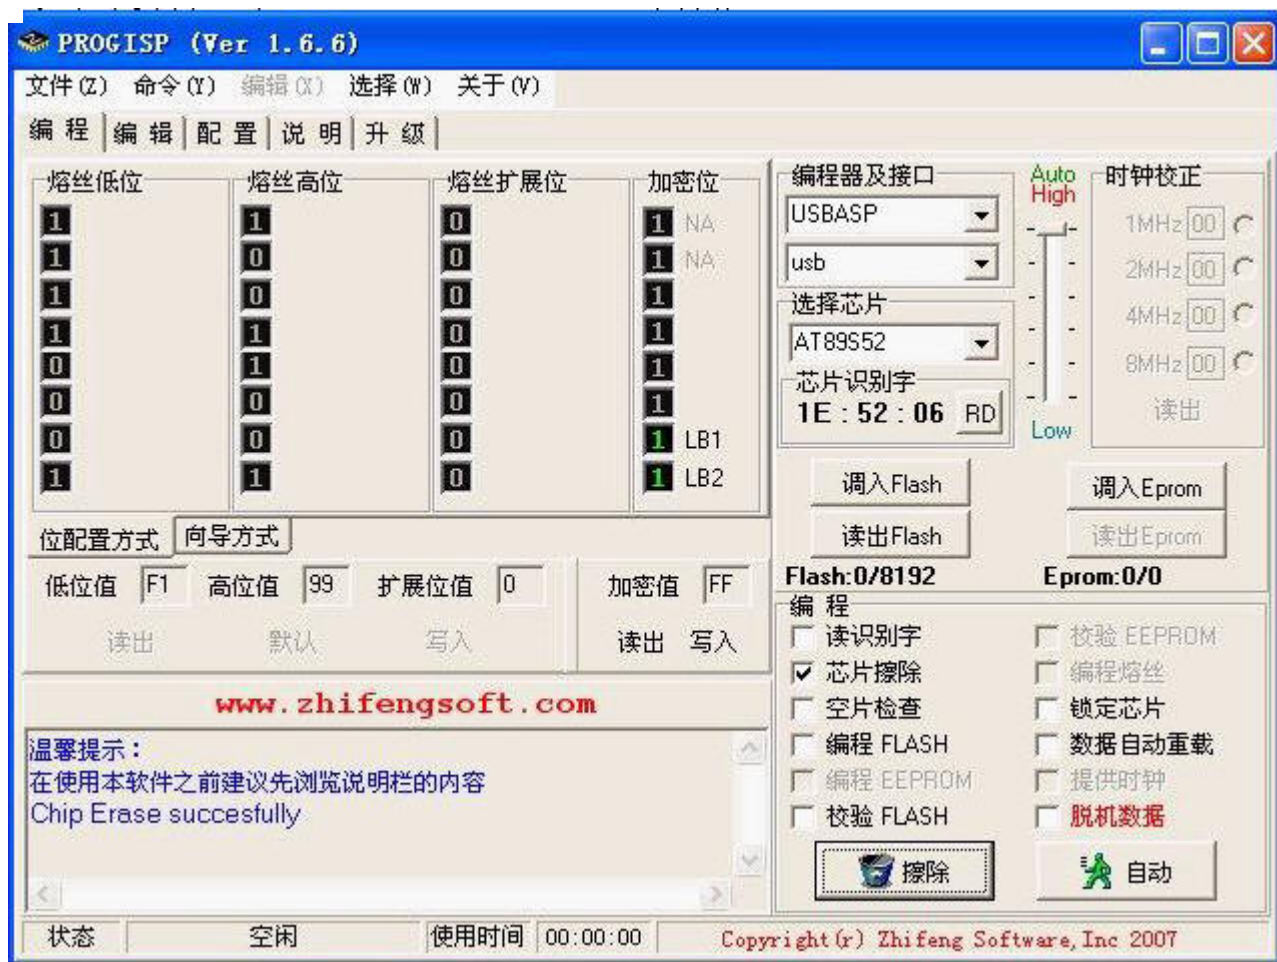 PROGISP (Ver 1.6.6)
文件(Z) 命令(Y) 编辑(X) 选择(W) 关于(V)
编 程 编 辑 配 置 说 明 升 级
熔丝低位 熔丝高位 熔丝扩展位 加密位
1 1 0 1 NA
1 0 0 1 NA
1 0 0 1
1 1 0 1
0 1 0 1
0 0 0 1
0 0 0 1 LB1
1 1 0 1 LB2
位配置方式 向导方式
低位值 F1 高位值 99 扩展位值 0 加密值 FF
读出 默认 写入 读出 写入
www.zhifengsoft.com
温馨提示：
在使用本软件之前建议先浏览说明栏的内容
Chip Erase succesfully
编程器及接口
USBASP
usb
选择芯片
AT89S52
芯片识别字
1E : 52 : 06 RD
Auto
High
Low
时钟校正
1MHz 00
2MHz 00
4MHz 00
8MHz 00
读出
调入Flash 调入Eprom
读出Flash 读出Eprom
Flash:0/8192 Eprom:0/0
编 程
读识别字 校验 EEPROM
芯片擦除 编程熔丝
空片检查 锁定芯片
编程 FLASH 数据自动重载
编程 EEPROM 提供时钟
校验 FLASH 脱机数据
擦除 自动
状态 空闲 使用时间 00:00:00 Copyright(r) Zhifeng Software,Inc 2007